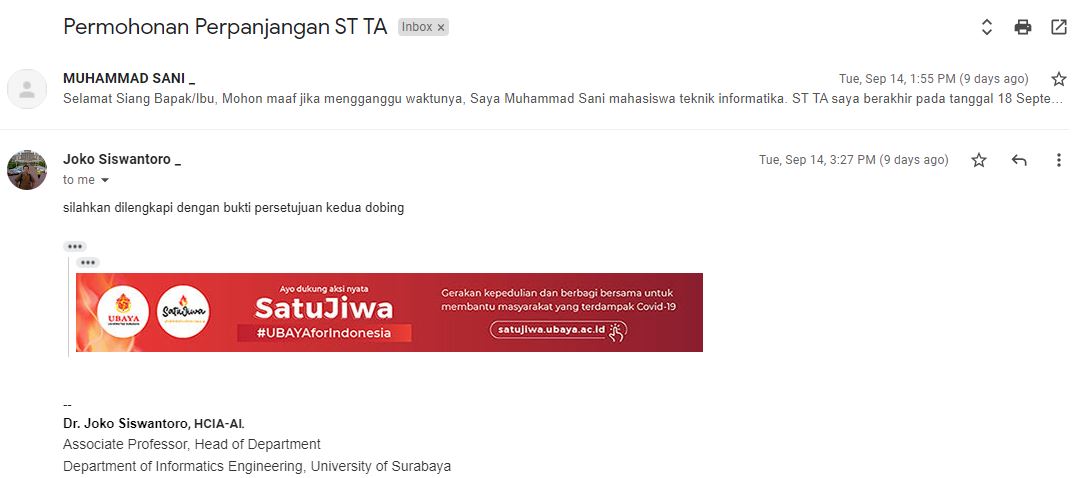 Permohonan Perpanjangan ST TA Inbox ×
MUHAMMAD SANI _ Tue, Sep 14, 1:55 PM (9 days ago)
Selamat Siang Bapak/Ibu, Mohon maaf jika mengganggu waktunya, Saya Muhammad Sani mahasiswa teknik informatika. ST TA saya berakhir pada tanggal 18 Septe...
Joko Siswantoro _ Tue, Sep 14, 3:27 PM (9 days ago)
to me
silahkan dilengkapi dengan bukti persetujuan kedua dobing
UBAYA
UNIVERSITAS SURABAYA
SatuJiwa
Ayo dukung aksi nyata
SatuJiwa
#UBAYAforIndonesia
Gerakan kepedulian dan berbagi bersama untuk
membantu masyarakat yang terdampak Covid-19
satujiwa.ubaya.ac.id
--
Dr. Joko Siswantoro, HCIA-AI.
Associate Professor, Head of Department
Department of Informatics Engineering, University of Surabaya